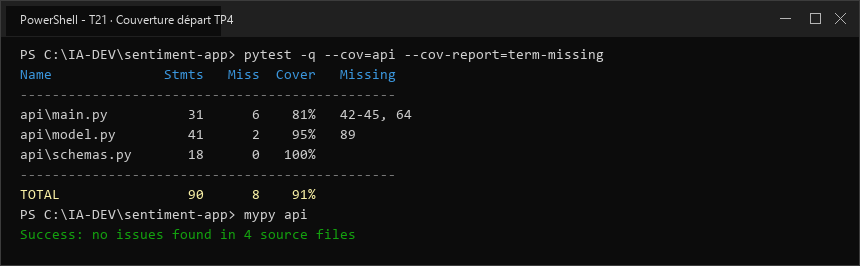 PowerShell - T21 · Couverture départ TP4
PS C:\IA-DEV\sentiment-app> pytest -q --cov=api --cov-report=term-missing
Name              Stmts   Miss  Cover   Missing
-----------------------------------------------
api\main.py          31      6    81%   42-45, 64
api\model.py         41      2    95%   89
api\schemas.py       18      0   100%
-----------------------------------------------
TOTAL                90      8    91%
PS C:\IA-DEV\sentiment-app> mypy api
Success: no issues found in 4 source files